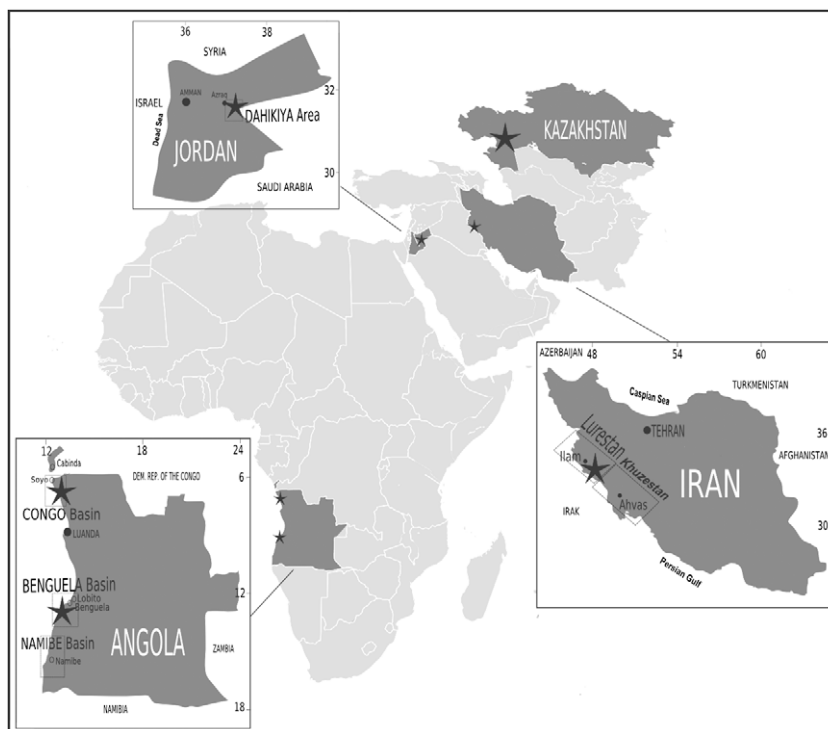 36
38
SYRIA
32
AMMAN
Azraq
ISRAEL
DAHIKIYA Area
Dead Sea
JORDAN
30
SAUDI ARABIA
KAZAKHSTAN
AZERBAIJAN
48
54
60
TURKMENISTAN
Caspian Sea
36
TEHRAN
AFGHANISTAN
Lurestan
Ilam
Khuzestan
IRAN
Ahvas
IRAK
30
Persian Gulf
12
18
24
Cabinda
DEM. REP. OF THE CONGO
6
Soyo
CONGO Basin
LUANDA
BENGUELA Basin
Lobito
Benguela
12
NAMIBE Basin
ANGOLA
ZAMBIA
Namibe
NAMIBIA
18